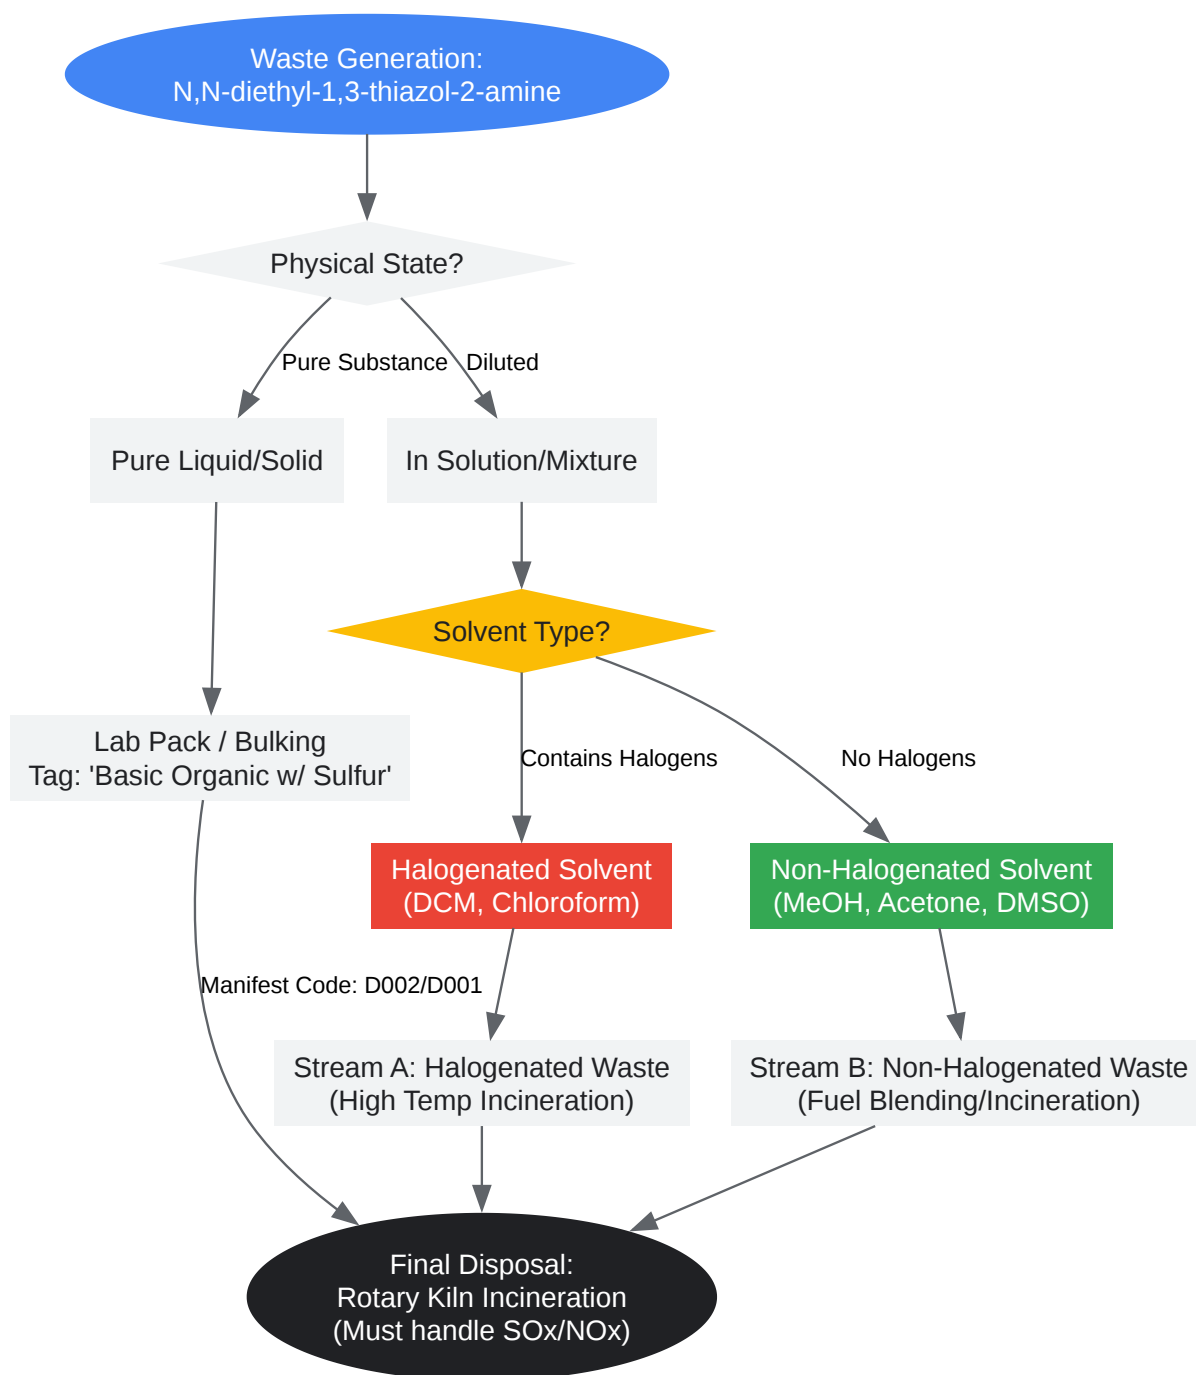 Waste Generation:
N,N-diethyl-1,3-thiazol-2-amine
Physical State?
Pure Substance
Diluted
Pure Liquid/Solid
In Solution/Mixture
Solvent Type?
Lab Pack / Bulking
Tag: 'Basic Organic w/ Sulfur'
Contains Halogens
No Halogens
Halogenated Solvent
(DCM, Chloroform)
Non-Halogenated Solvent
(MeOH, Acetone, DMSO)
Manifest Code: D002/D001
Stream A: Halogenated Waste
(High Temp Incineration)
Stream B: Non-Halogenated Waste
(Fuel Blending/Incineration)
Final Disposal:
Rotary Kiln Incineration
(Must handle SOx/NOx)